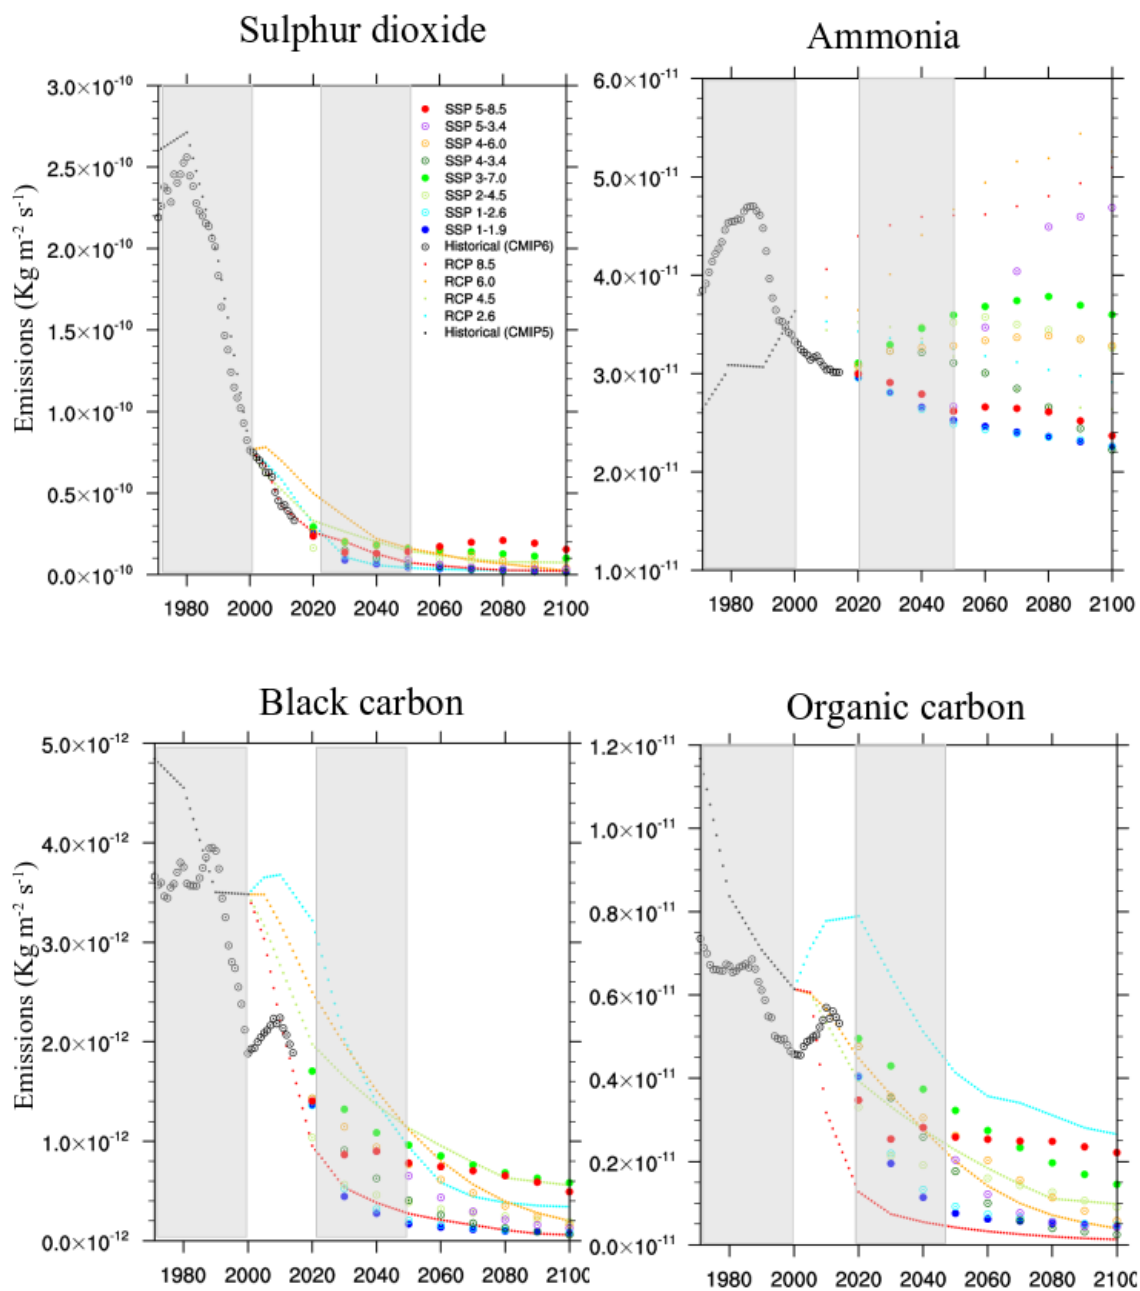 Sulphur dioxide
Ammonia
Emissions (Kg m⁻² s⁻¹)
3.0×10⁻¹⁰
2.5×10⁻¹⁰
2.0×10⁻¹⁰
1.5×10⁻¹⁰
1.0×10⁻¹⁰
0.5×10⁻¹⁰
0.0×10⁻¹⁰
SSP 5-8.5
SSP 5-3.4
SSP 4-6.0
SSP 4-3.4
SSP 3-7.0
SSP 2-4.5
SSP 1-2.6
SSP 1-1.9
Historical (CMIP6)
RCP 8.5
RCP 6.0
RCP 4.5
RCP 2.6
Historical (CMIP5)
1980 2000 2020 2040 2060 2080 2100
6.0×10⁻¹¹
5.0×10⁻¹¹
4.0×10⁻¹¹
3.0×10⁻¹¹
2.0×10⁻¹¹
1.0×10⁻¹¹
1980 2000 2020 2040 2060 2080 2100
Black carbon
Organic carbon
Emissions (Kg m⁻² s⁻¹)
5.0×10⁻¹²
4.0×10⁻¹²
3.0×10⁻¹²
2.0×10⁻¹²
1.0×10⁻¹²
0.0×10⁻¹²
1980 2000 2020 2040 2060 2080 2100
1.2×10⁻¹¹
1.0×10⁻¹¹
0.8×10⁻¹¹
0.6×10⁻¹¹
0.4×10⁻¹¹
0.2×10⁻¹¹
0.0×10⁻¹¹
1980 2000 2020 2040 2060 2080 2100